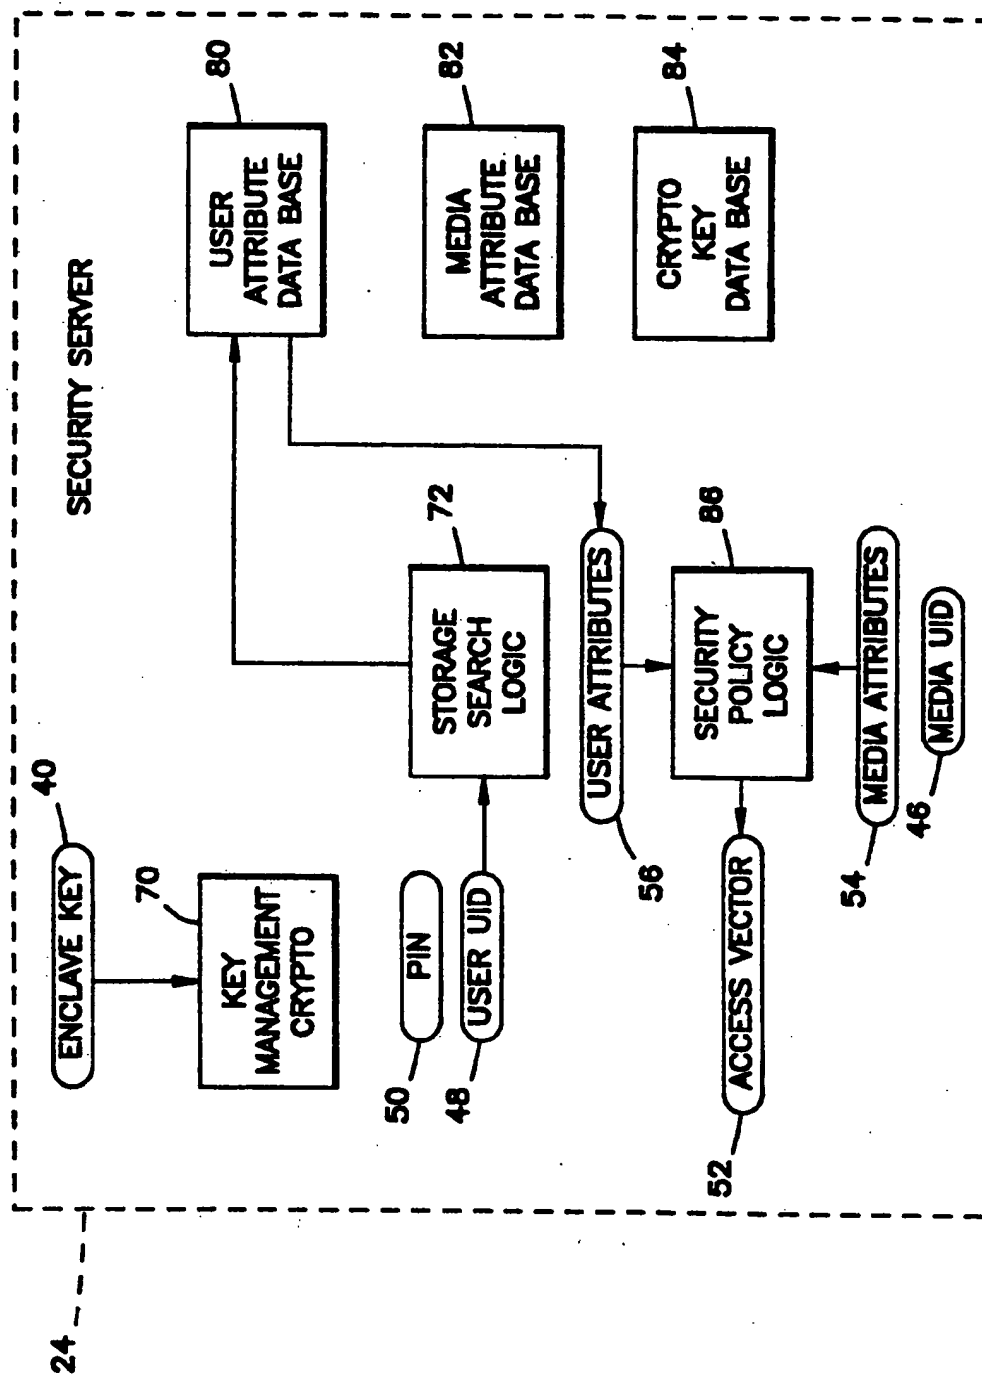 24
SECURITY SERVER
40
ENCLAVE KEY
70
KEY
MANAGEMENT
CRYPTO
50
PIN
48
USER UID
72
STORAGE
SEARCH
LOGIC
80
USER
ATTRIBUTE
DATA BASE
82
MEDIA
ATTRIBUTE
DATA BASE
84
CRYPTO
KEY
DATA BASE
56
USER ATTRIBUTES
86
SECURITY
POLICY
LOGIC
52
ACCESS VECTOR
54
MEDIA ATTRIBUTES
46
MEDIA UID